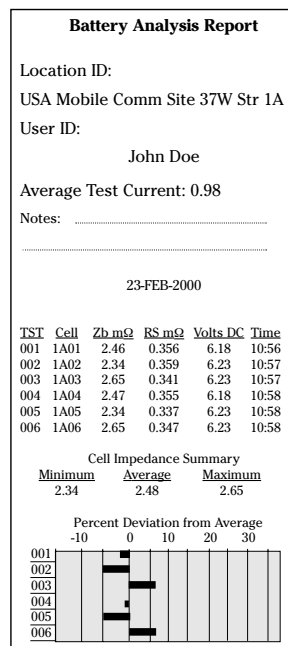 Battery Analysis Report
Location ID:
USA Mobile Comm Site 37W Str 1A
User ID:
John Doe
Average Test Current: 0.98
Notes:
23-FEB-2000
TST Cell Zb mΩ RS mΩ Volts DC Time
001 1A01 2.46 0.356 6.18 10:56
002 1A02 2.34 0.359 6.23 10:57
003 1A03 2.65 0.341 6.23 10:57
004 1A04 2.47 0.355 6.18 10:58
005 1A05 2.34 0.337 6.23 10:58
006 1A06 2.65 0.347 6.23 10:58
Cell Impedance Summary
Minimum Average Maximum
2.34 2.48 2.65
Percent Deviation from Average
-10 0 10 20 30
001
002
003
004
005
006